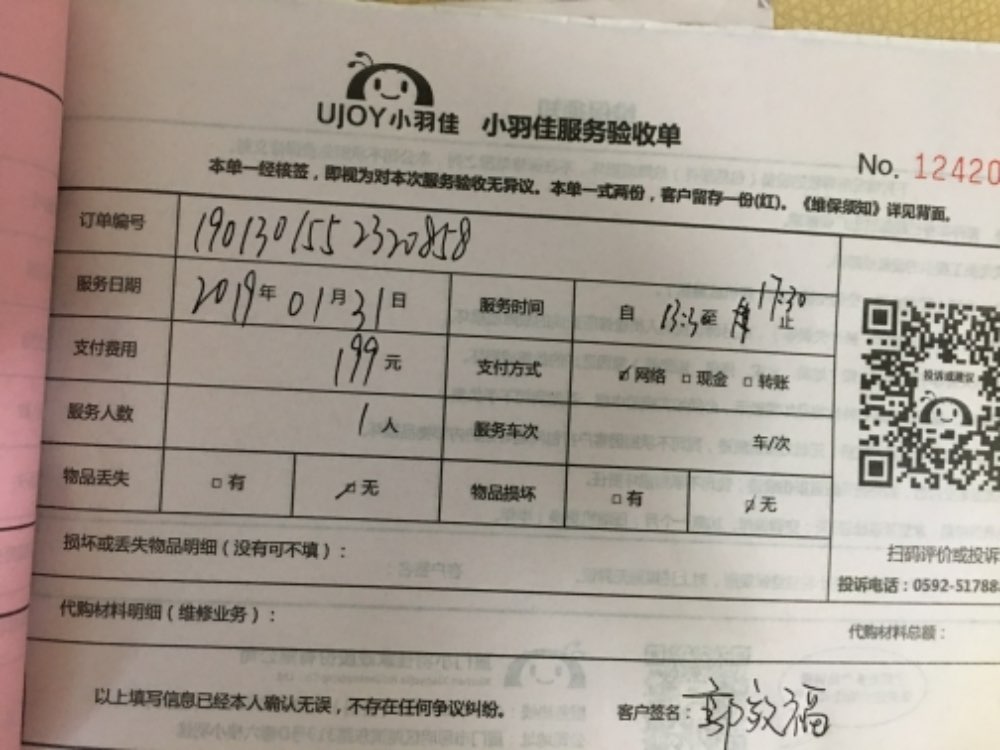 UJOY小羽佳 小羽佳服务验收单
No. 12420
本单一经核签，即视为对本次服务验收无异议。本单一式两份，客户留存一份(红)。《维保须知》详见背面。
订单编号 190130155 2320858
服务日期 2019年 01月31日 服务时间 自 13:3至 17:30止
支付费用 199元 支付方式 ☑网络 □现金 □转账
服务人数 1人 服务车次 车/次
投诉或建议
物品丢失 □有 ☑无 物品损坏 □有 ☑无
损坏或丢失物品明细（没有可不填）：
扫码评价或投诉
投诉电话：0592-51788
代购材料明细（维修业务）：
代购材料总额：
以上填写信息已经本人确认无误，不存在任何争议纠纷。 客户签名：